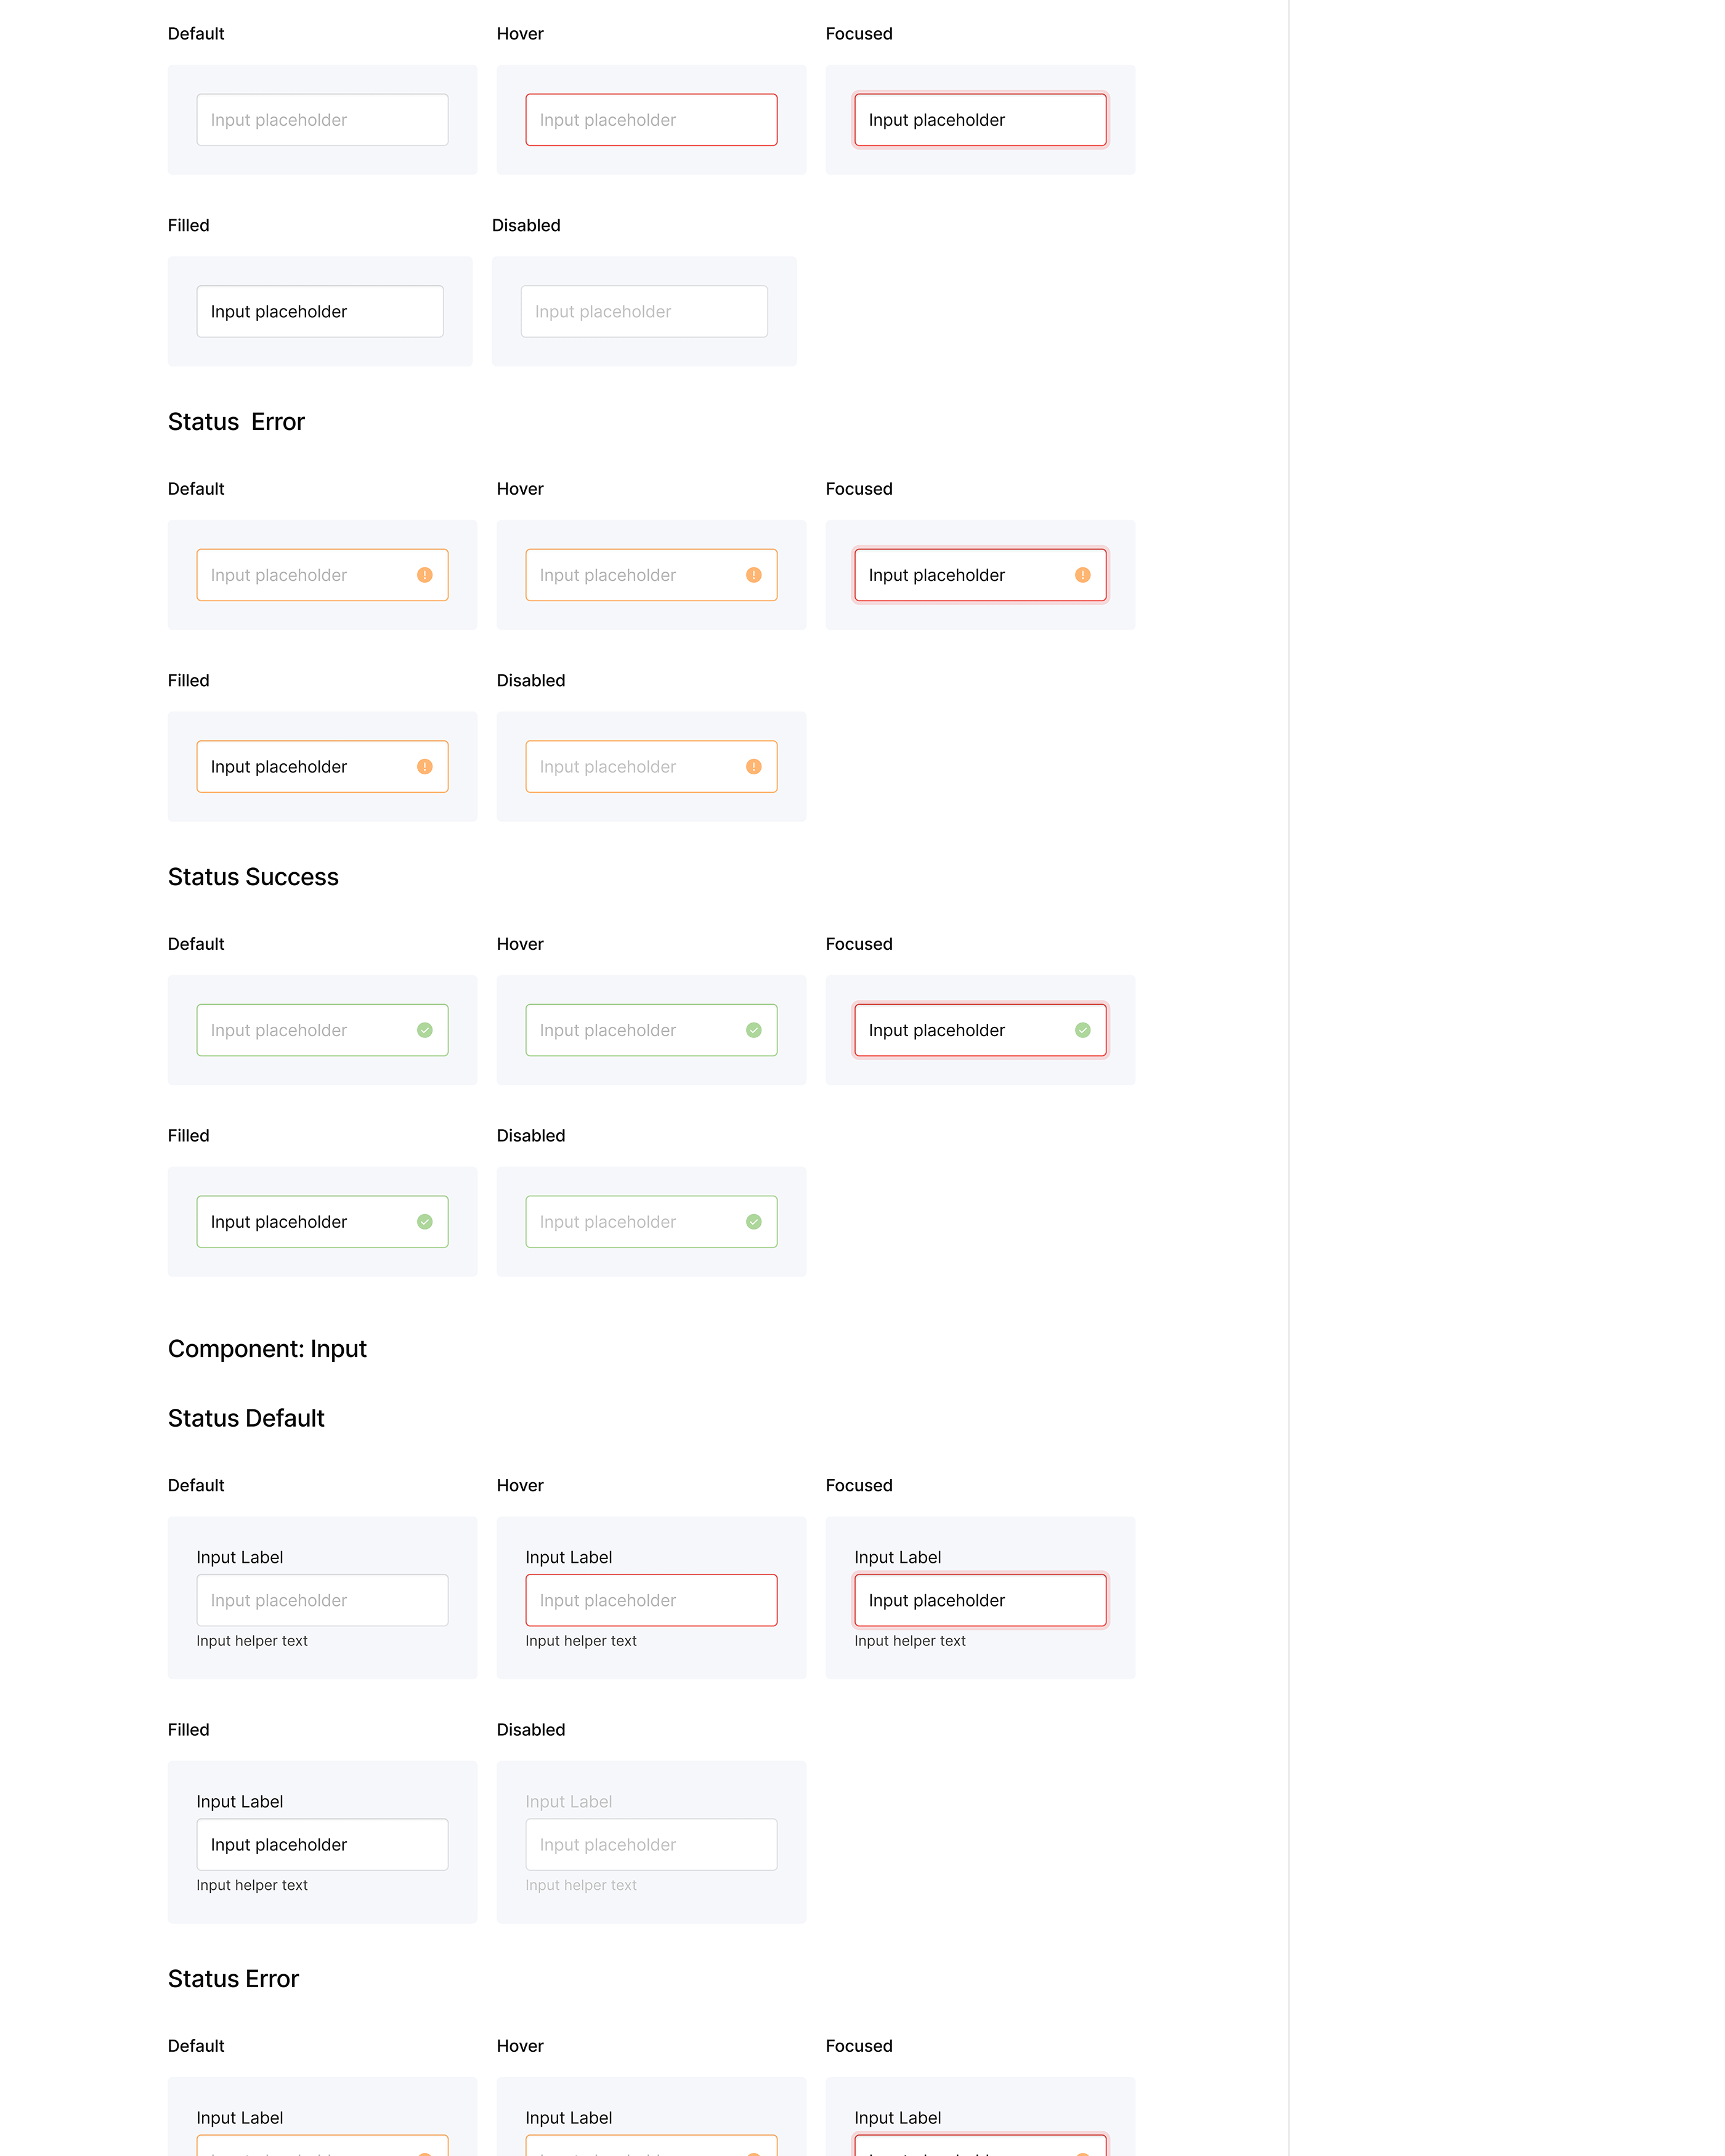 Default Hover Focused
Input placeholder Input placeholder Input placeholder
Filled Disabled
Input placeholder Input placeholder
Status  Error
Default Hover Focused
Input placeholder Input placeholder Input placeholder
Filled Disabled
Input placeholder Input placeholder
Status Success
Default Hover Focused
Input placeholder Input placeholder Input placeholder
Filled Disabled
Input placeholder Input placeholder
Component: Input
Status Default
Default Hover Focused
Input Label Input Label Input Label
Input placeholder Input placeholder Input placeholder
Input helper text Input helper text Input helper text
Filled Disabled
Input Label Input Label
Input placeholder Input placeholder
Input helper text Input helper text
Status Error
Default Hover Focused
Input Label Input Label Input Label